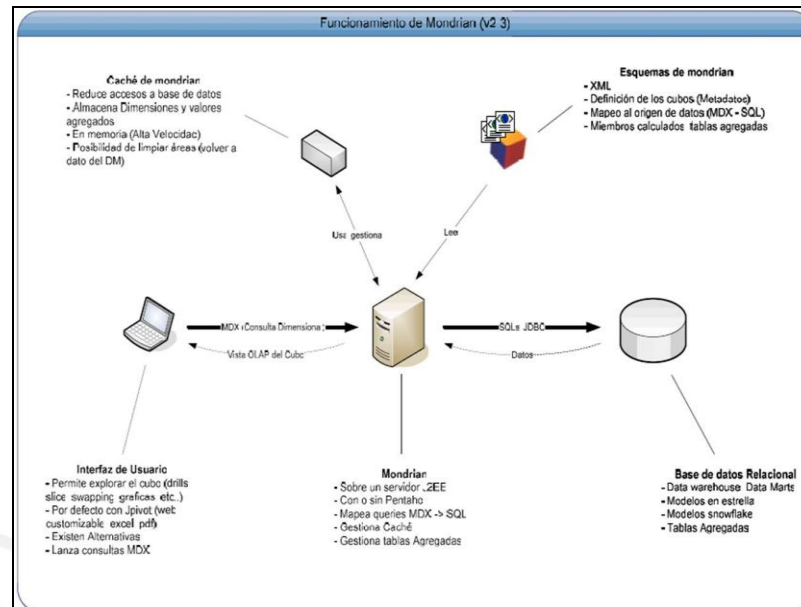 Funcionamiento de Mondrian (v2 3)
Caché de mondrian
- Reduce accesos a base de datos
- Almacena Dimensiones y valores
agregados
- En memoria (Alta Velocidac)
- Posibilidad de limpiar áreas (volver a
dato del DM)
Esquemas de mondrian
- XML
- Definición de los cubos (Metadatos)
- Mapeo al origen de datos (MDX - SQL)
- Miembros calculados tablas agregadas
Usa gestiona
Lee
MDX (Consulta Dimensional)
Vista OLAP del Cubo
SQLs JDBC
Datos
Interfaz de Usuario
- Permite explorar el cubo (drills
slice swapping graficas etc..)
- Por defecto con Jpivot (web
customizable excel pdf)
- Existen Alternativas
- Lanza consultas MDX
Mondrian
- Sobre un servidor J2EE
- Con o sin Pentaho
- Mapea queries MDX -> SQL
- Gestiona Caché
- Gestiona tablas Agregadas
Base de datos Relacional
- Data warehouse Data Marts
- Modelos en estrella
- Modelos snowflake
- Tablas Agregadas